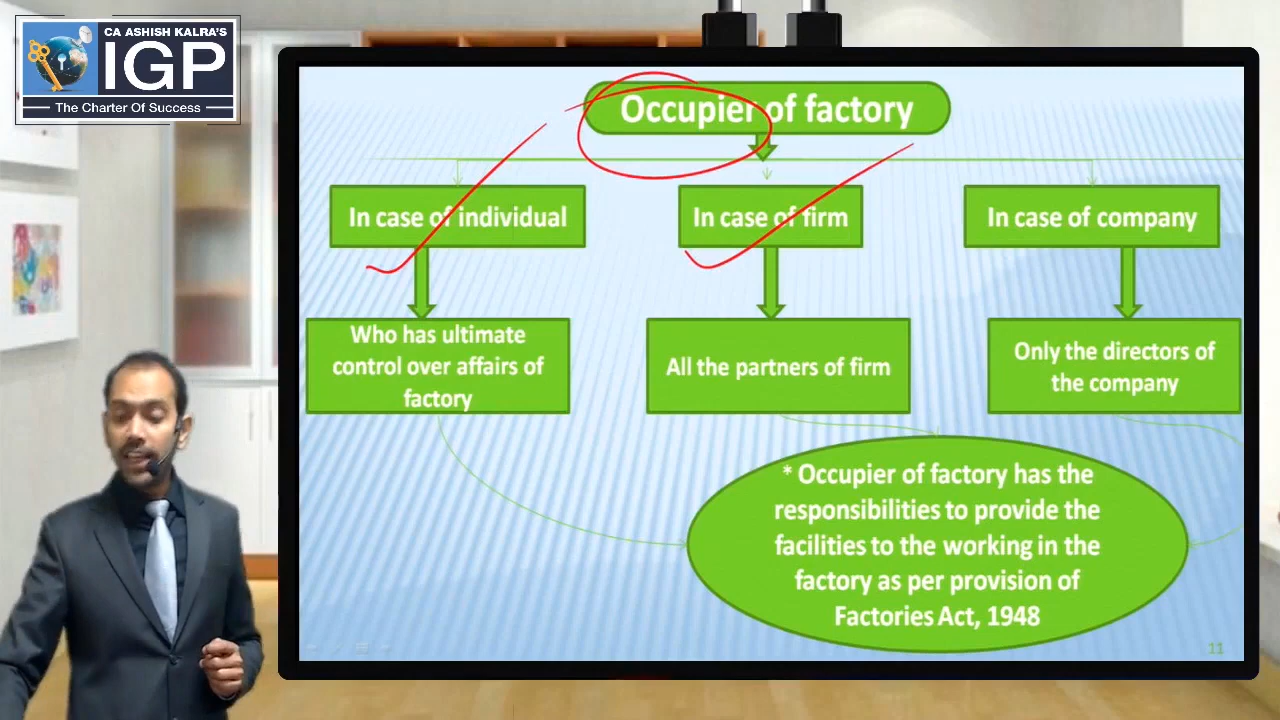 CA ASHISH KALRA'S
IGP
The Charter Of Success
Occupier of factory
In case of individual
In case of firm
In case of company
Who has ultimate
control over affairs of
factory
All the partners of firm
Only the directors of
the company
* Occupier of factory has the
responsibilities to provide the
facilities to the working in the
factory as per provision of
Factories Act, 1948
11